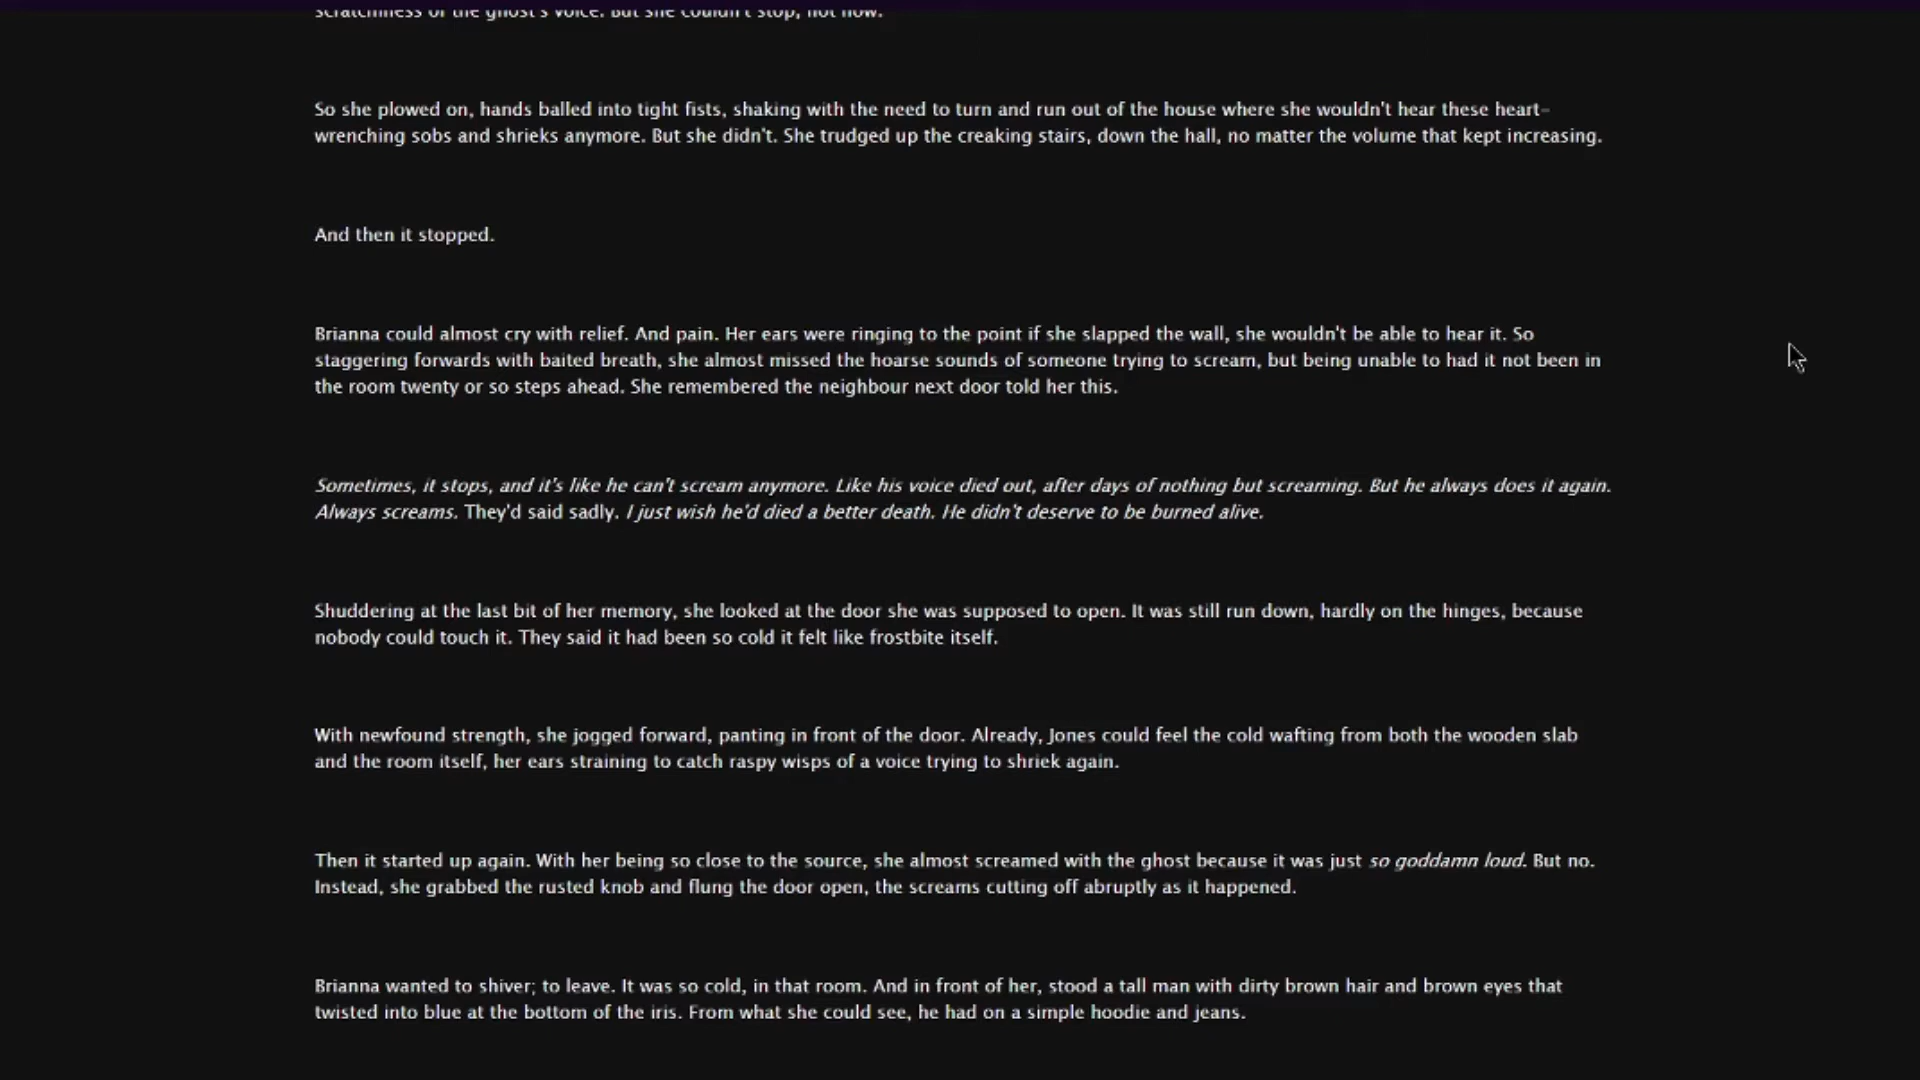 scratchiness of the ghost's voice. But she couldn't stop, not now.
So she plowed on, hands balled into tight fists, shaking with the need to turn and run out of the house where she wouldn't hear these heart-
wrenching sobs and shrieks anymore. But she didn't. She trudged up the creaking stairs, down the hall, no matter the volume that kept increasing.
And then it stopped.
Brianna could almost cry with relief. And pain. Her ears were ringing to the point if she slapped the wall, she wouldn't be able to hear it. So
staggering forwards with baited breath, she almost missed the hoarse sounds of someone trying to scream, but being unable to had it not been in
the room twenty or so steps ahead. She remembered the neighbour next door told her this.
Sometimes, it stops, and it's like he can't scream anymore. Like his voice died out, after days of nothing but screaming. But he always does it again.
Always screams. They'd said sadly. I just wish he'd died a better death. He didn't deserve to be burned alive.
Shuddering at the last bit of her memory, she looked at the door she was supposed to open. It was still run down, hardly on the hinges, because
nobody could touch it. They said it had been so cold it felt like frostbite itself.
With newfound strength, she jogged forward, panting in front of the door. Already, Jones could feel the cold wafting from both the wooden slab
and the room itself, her ears straining to catch raspy wisps of a voice trying to shriek again.
Then it started up again. With her being so close to the source, she almost screamed with the ghost because it was just so goddamn loud. But no.
Instead, she grabbed the rusted knob and flung the door open, the screams cutting off abruptly as it happened.
Brianna wanted to shiver; to leave. It was so cold, in that room. And in front of her, stood a tall man with dirty brown hair and brown eyes that
twisted into blue at the bottom of the iris. From what she could see, he had on a simple hoodie and jeans.